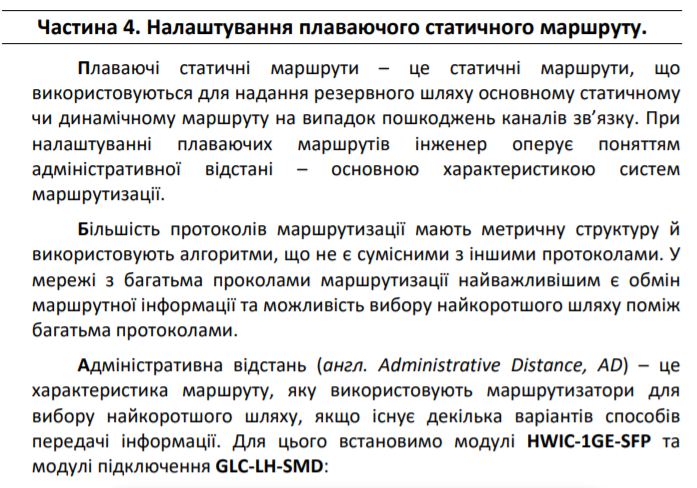 Частина 4. Налаштування плаваючого статичного маршруту.
Плаваючі статичні маршрути – це статичні маршрути, що
використовуються для надання резервного шляху основному статичному
чи динамічному маршруту на випадок пошкоджень каналів зв’язку. При
налаштуванні плаваючих маршрутів інженер оперує поняттям
адміністративної відстані – основною характеристикою систем
маршрутизації.
Більшість протоколів маршрутизації мають метричну структуру й
використовують алгоритми, що не є сумісними з іншими протоколами. У
мережі з багатьма проколами маршрутизації найважливішим є обмін
маршрутної інформації та можливість вибору найкоротшого шляху поміж
багатьма протоколами.
Адміністративна відстань (англ. Administrative Distance, AD) – це
характеристика маршруту, яку використовують маршрутизатори для
вибору найкоротшого шляху, якщо існує декілька варіантів способів
передачі інформації. Для цього встановимо модулі HWIC-1GE-SFP та
модулі підключення GLC-LH-SMD: